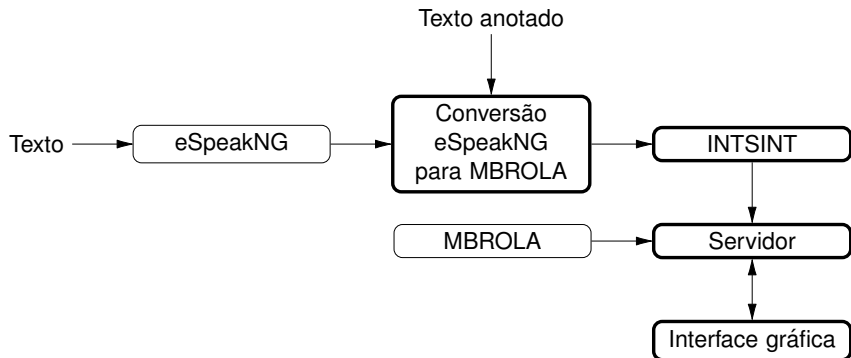 Texto anotado
Texto
eSpeakNG
Conversão
eSpeakNG
para MBROLA
INTSINT
MBROLA
Servidor
Interface gráfica